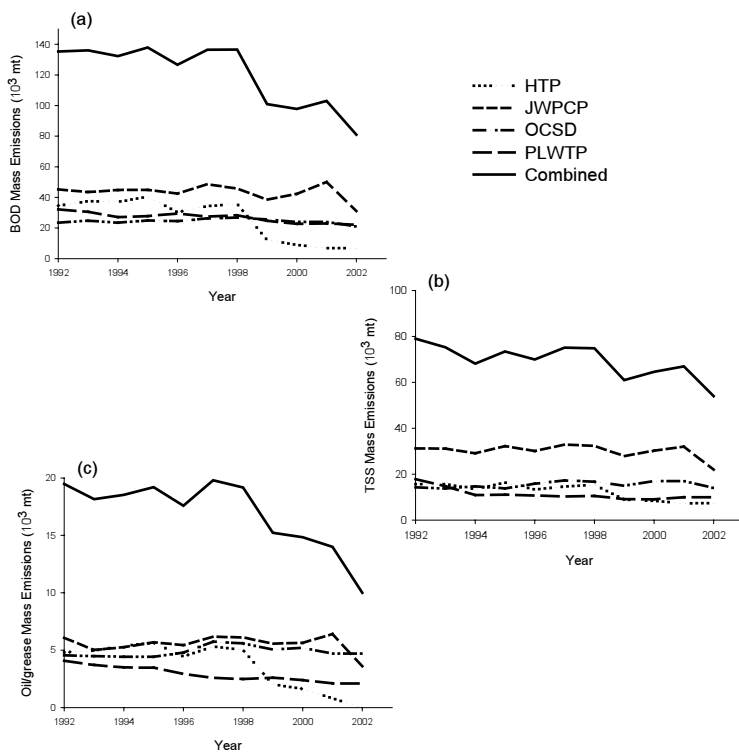 (a)
BOD Mass Emissions (10³ mt)
140
120
100
80
60
40
20
0
1992 1994 1996 1998 2000 2002
Year
HTP
JWPCP
OCSD
PLWTP
Combined
(b)
TSS Mass Emissions (10³ mt)
100
80
60
40
20
0
1992 1994 1996 1998 2000 2002
Year
(c)
Oil/grease Mass Emissions (10³ mt)
20
15
10
5
0
1992 1994 1996 1998 2000 2002
Year